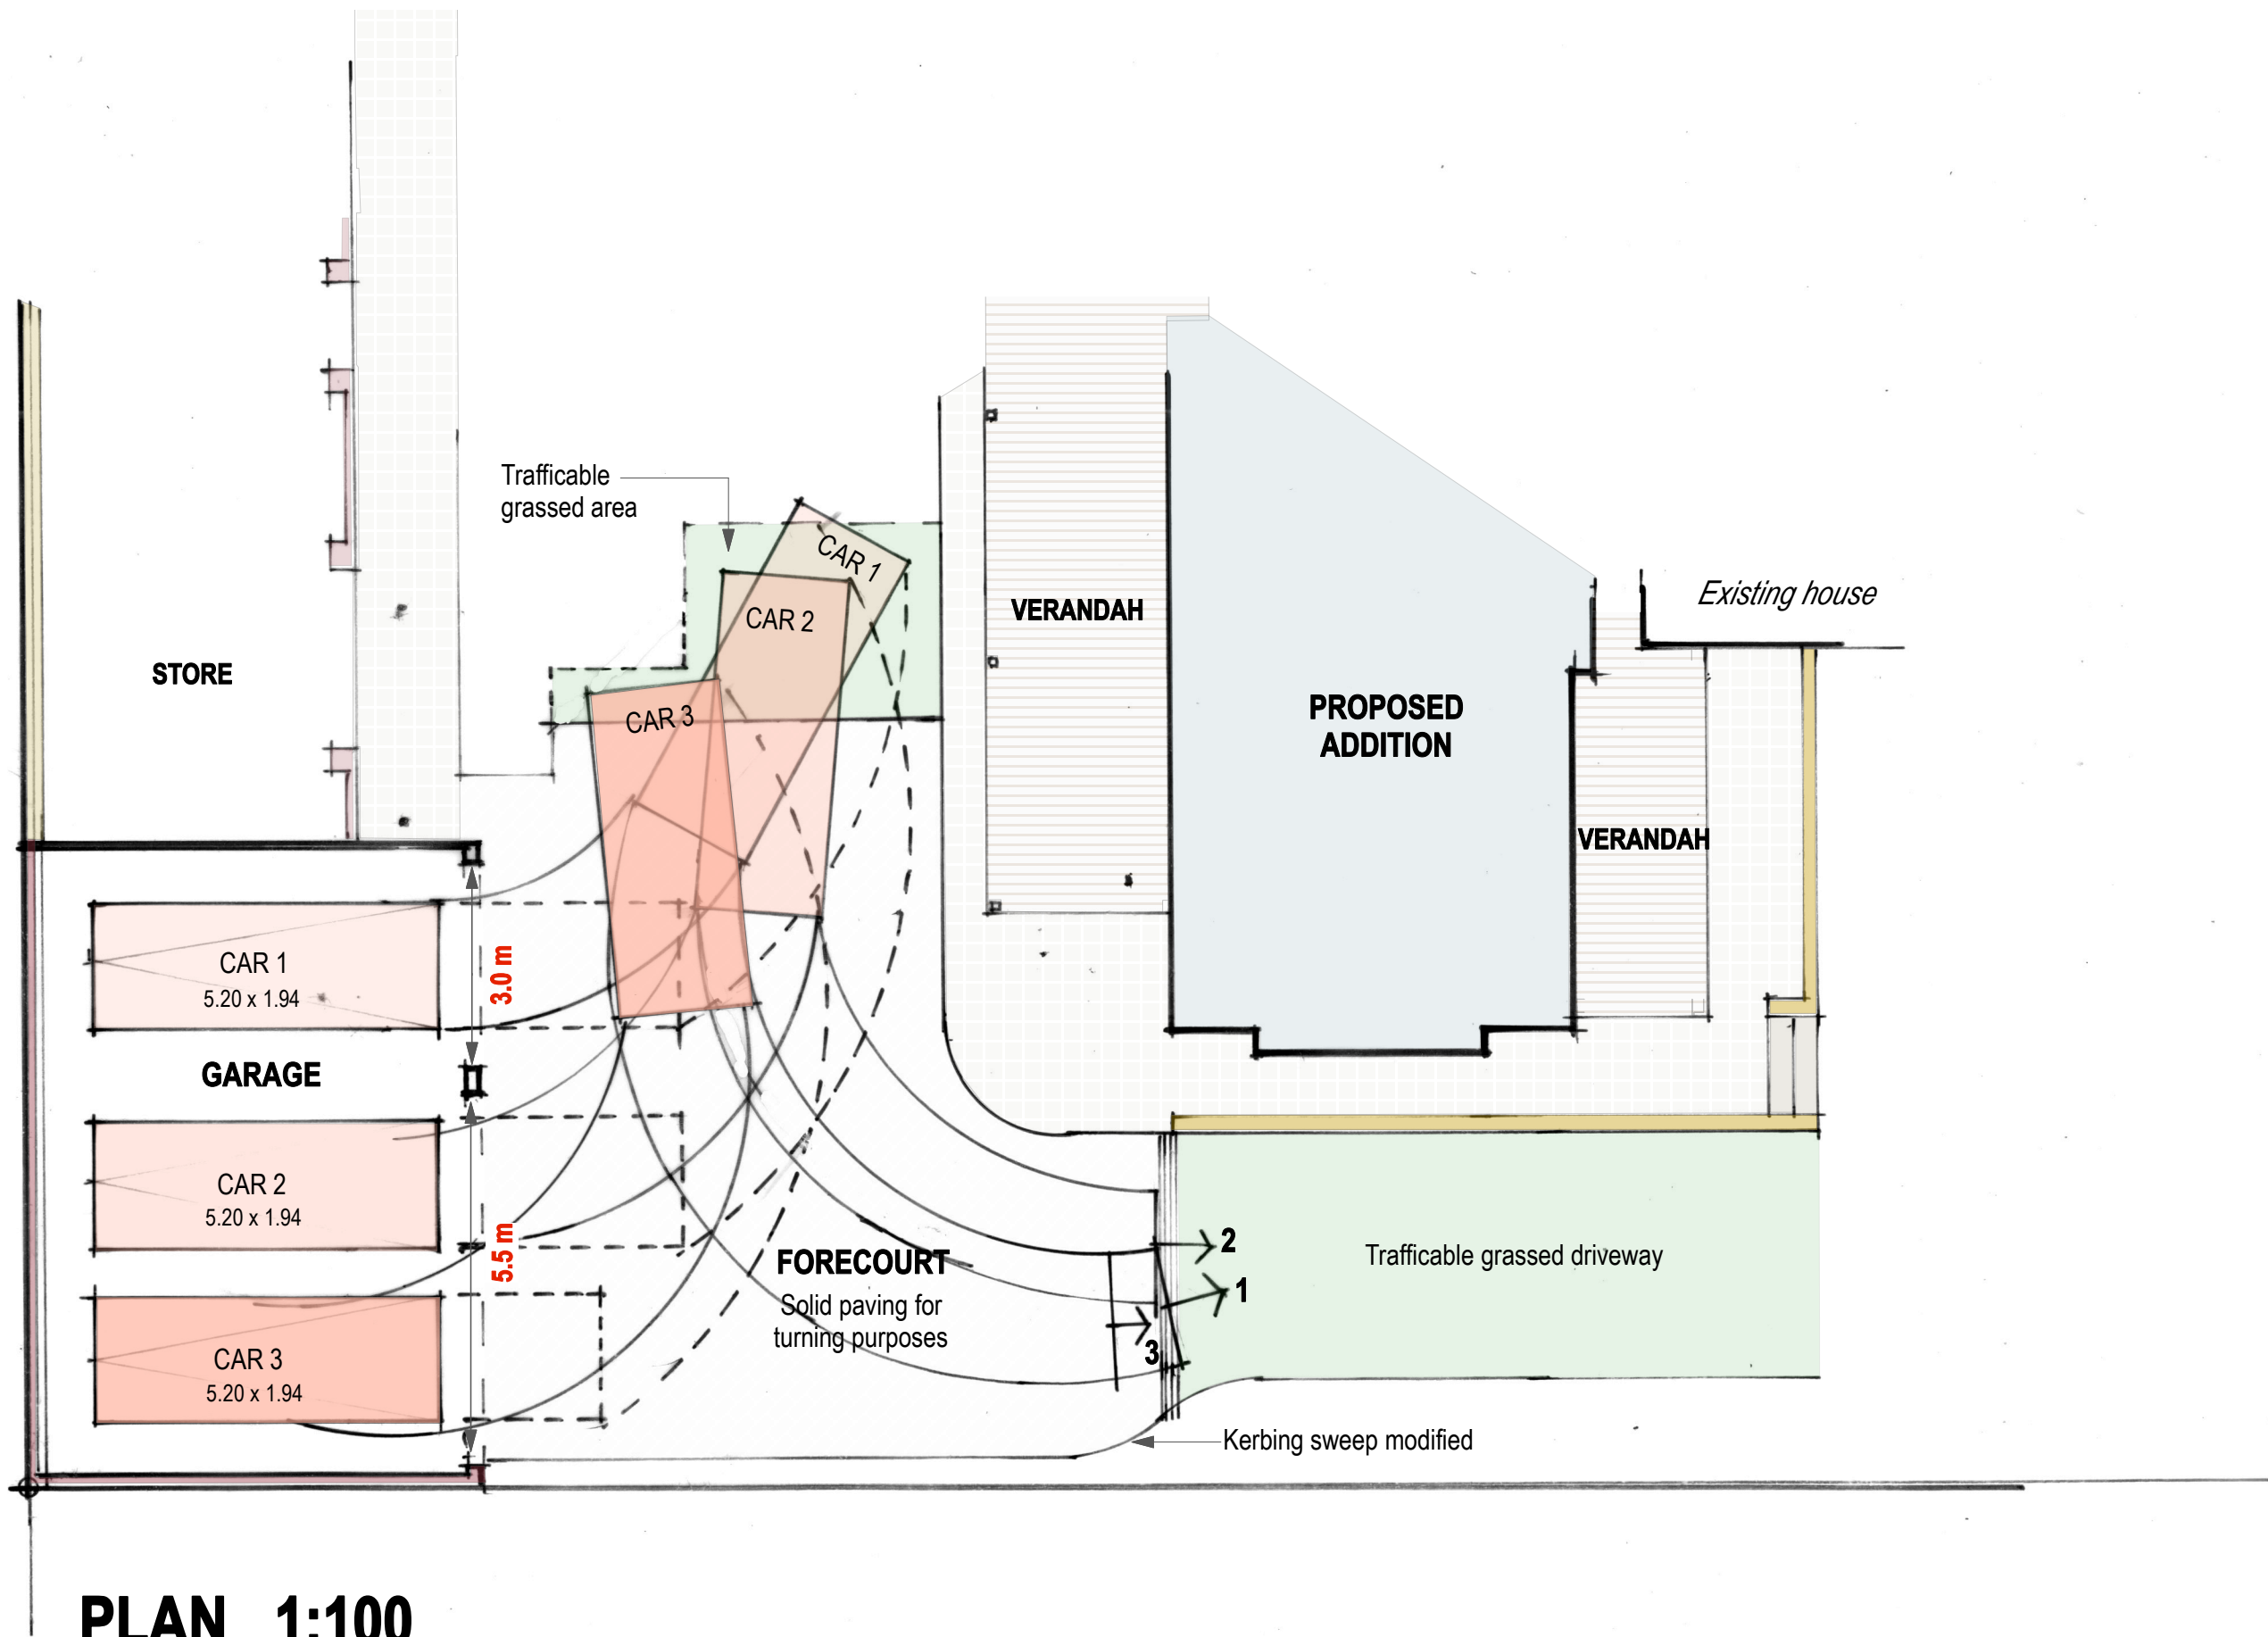 Trafficable
grassed area
CAR 1
CAR 2
CAR 3
STORE
VERANDAH
Existing house
PROPOSED
ADDITION
VERANDAH
CAR 1
5.20 x 1.94
3.0 m
GARAGE
CAR 2
5.20 x 1.94
5.5 m
CAR 3
5.20 x 1.94
FORECOURT
Solid paving for
turning purposes
2
1
3
Trafficable grassed driveway
Kerbing sweep modified
PLAN 1:100